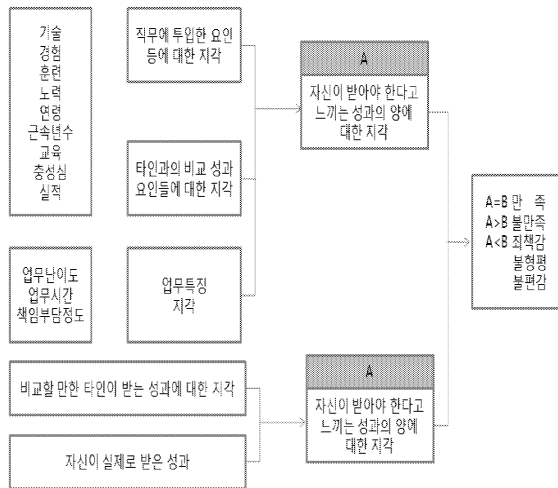 기술
경험
훈련
노력
연령
근속년수
교육
충성심
실적
직무에 투입한 요인
등에 대한 지각
타인과의 비교 성과
요인들에 대한 지각
업무난이도
업무시간
책임부담정도
업무특징
지각
비교할 만한 타인이 받는 성과에 대한 지각
자신이 실제로 받은 성과
A
자신이 받아야 한다고
느끼는 성과의 양에
대한 지각
A
자신이 받아야 한다고
느끼는 성과의 양에
대한 지각
A=B 만 족
A>B 불만족
A<B 죄책감
불형평
불편감